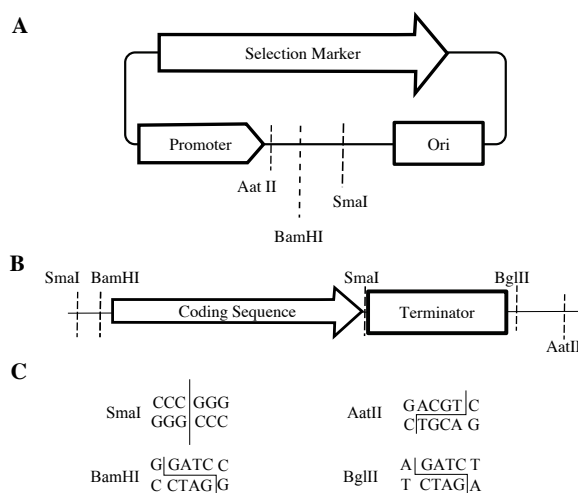 A
Selection Marker
Promoter
Ori
Aat II
SmaI
BamHI
B
SmaI BamHI SmaI BglII
Coding Sequence Terminator
AatII
C
SmaI CCC GGG
GGG CCC
AatII G ACGT C
C TGCA G
BamHI G GATC C
C CTAG G
BglII A GATC T
T CTAG A